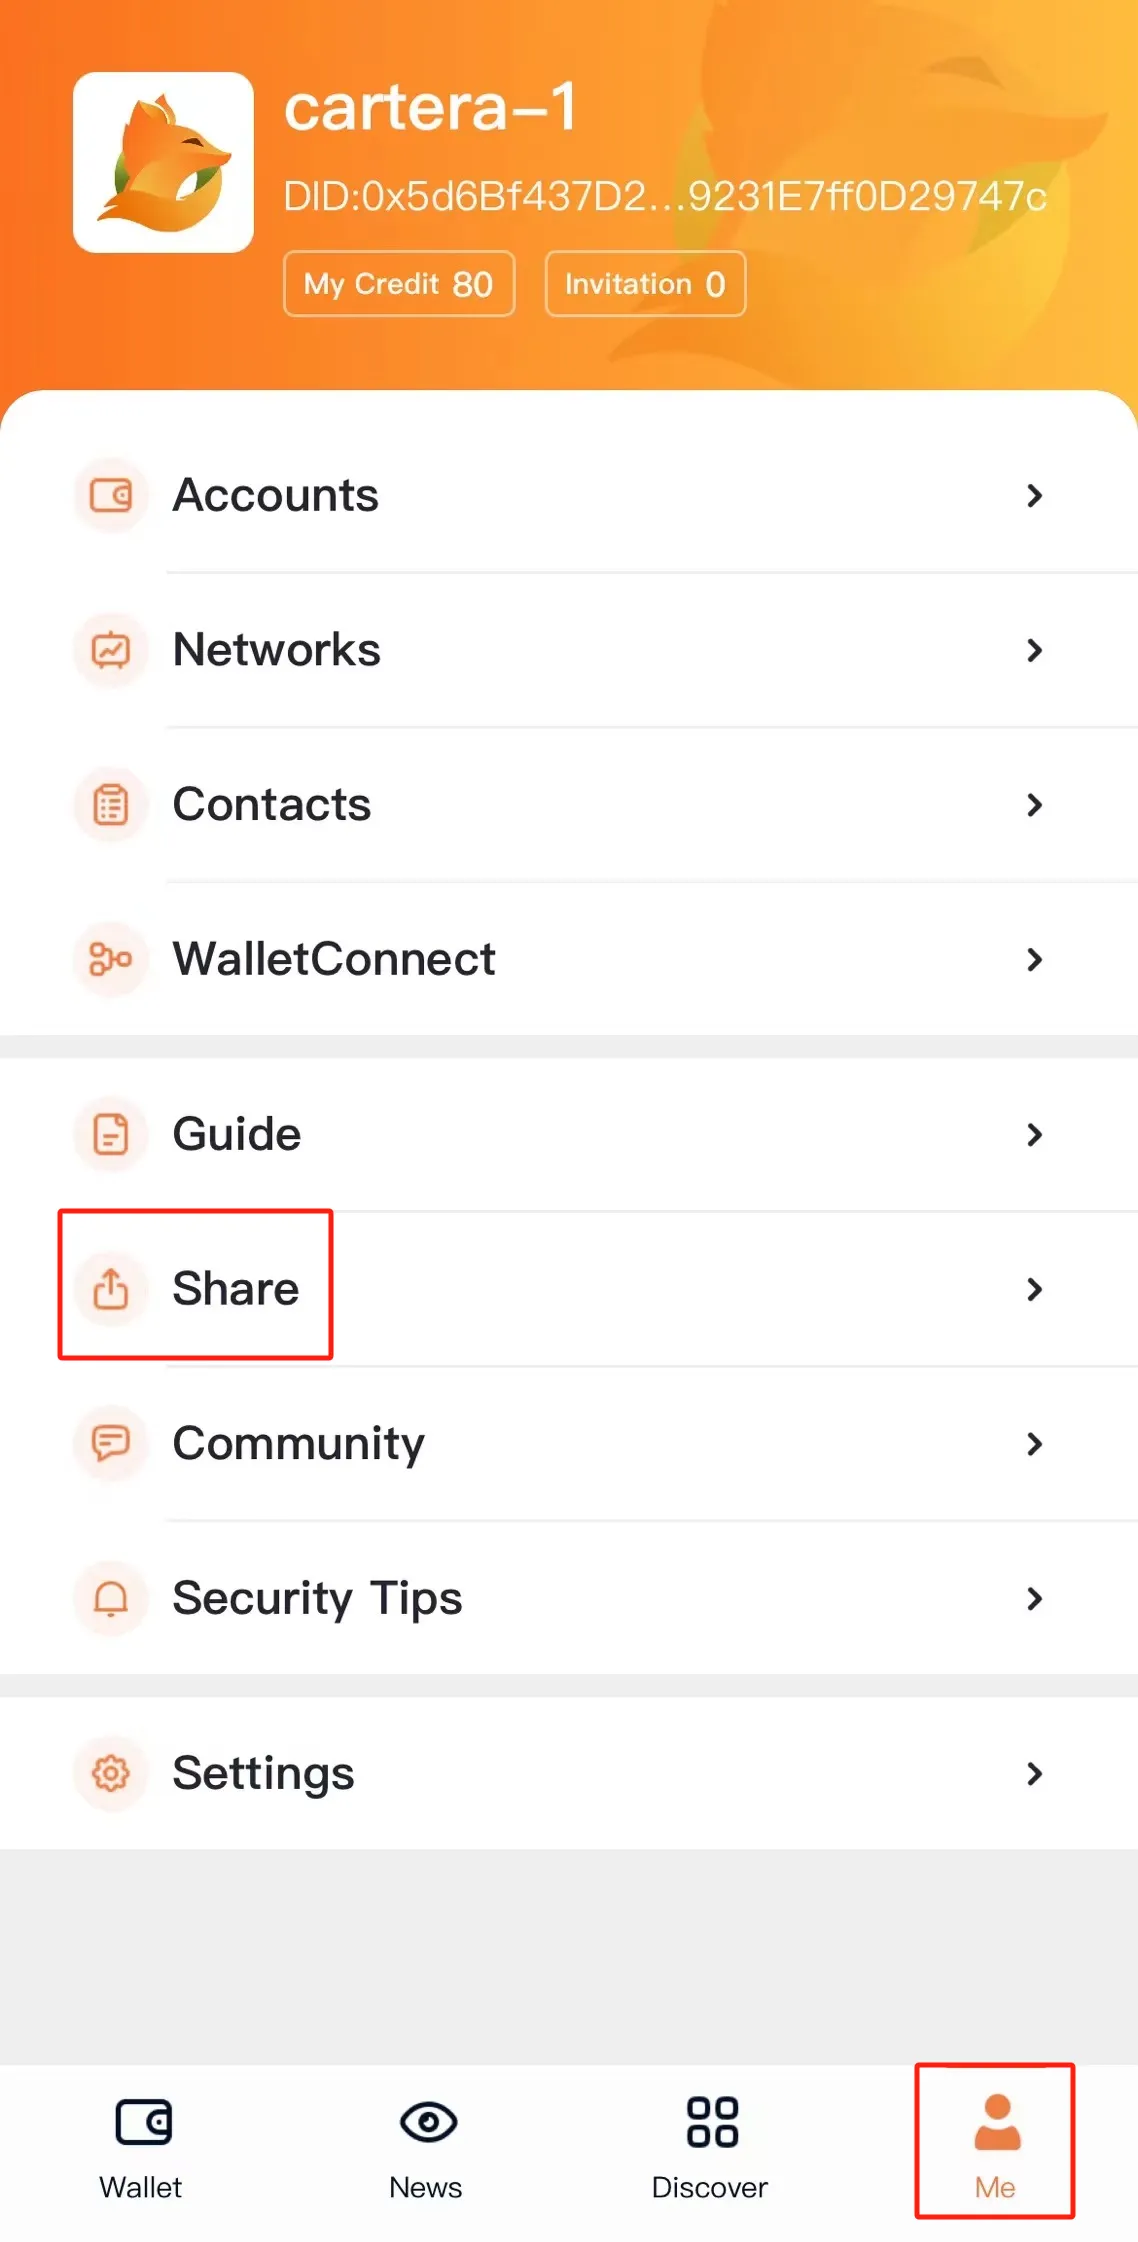 cartera-1
DID:0x5d6Bf437D2...9231E7ff0D29747c
My Credit 80
Invitation 0
Accounts
Networks
Contacts
WalletConnect
Guide
Share
Community
Security Tips
Settings
Wallet
News
Discover
Me